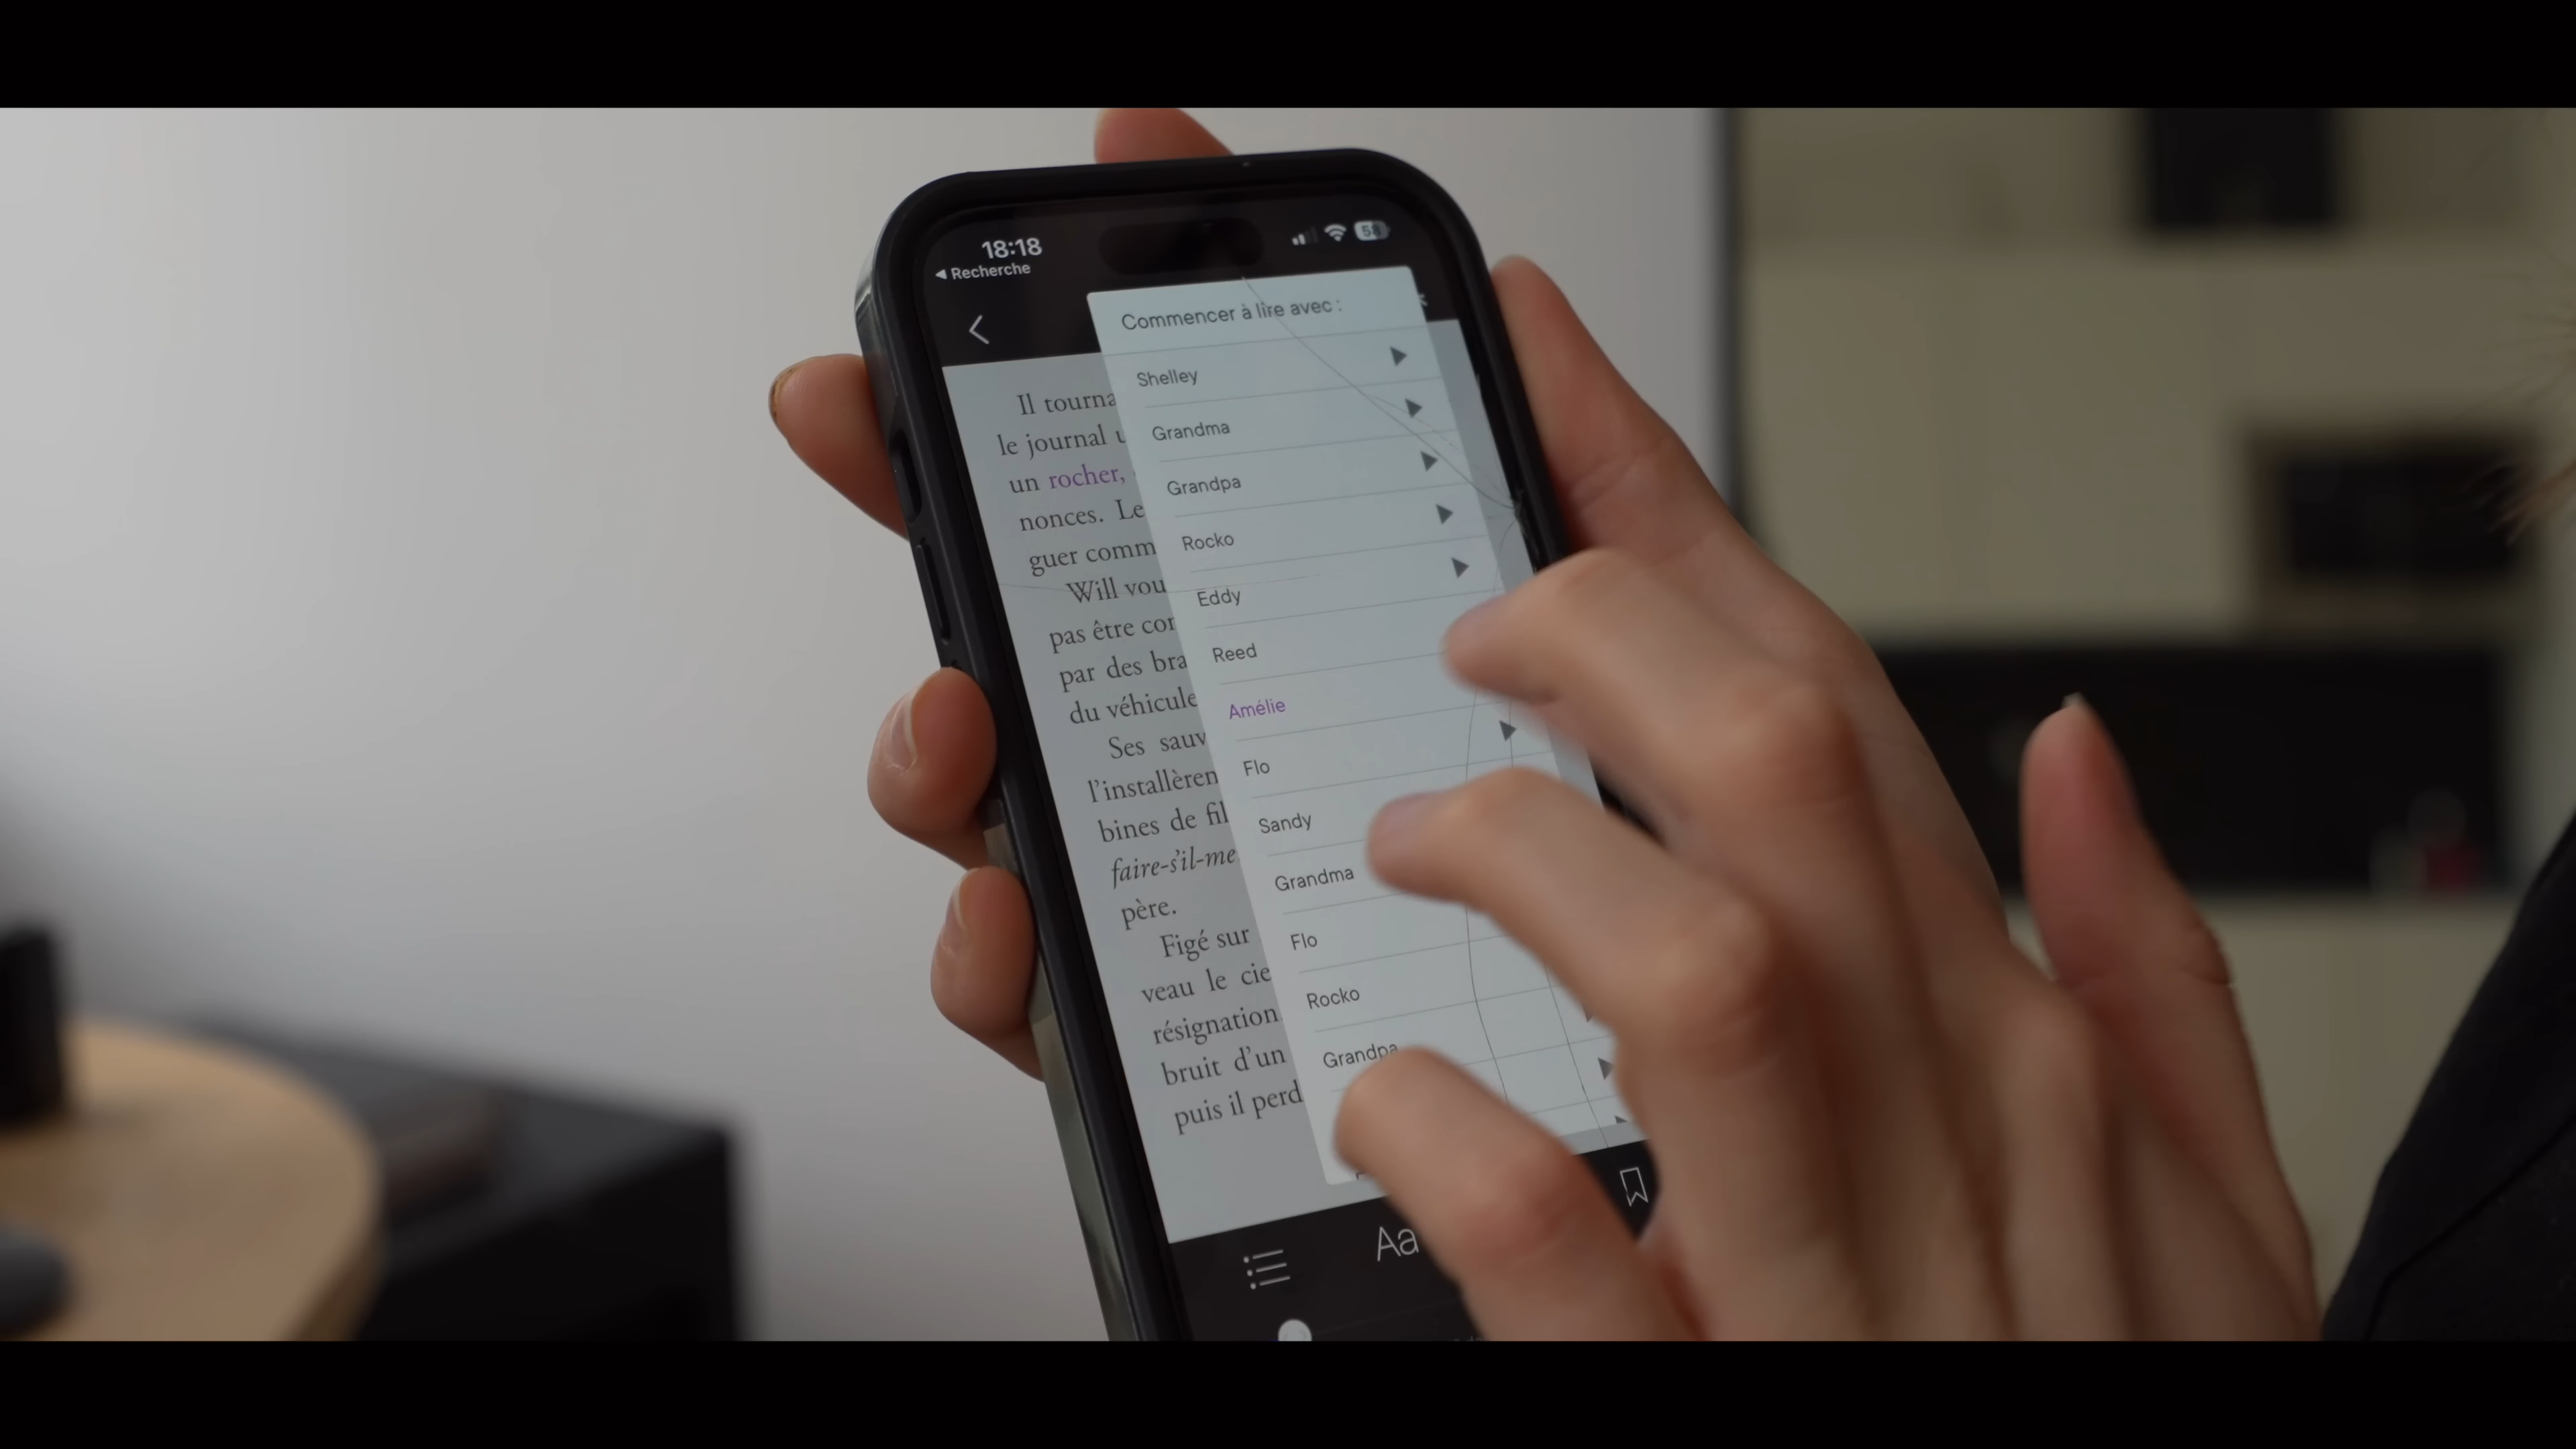 18:18
58
◀ Recherche
Commencer à lire avec :
Shelley
Grandma
Grandpa
Rocko
Eddy
Reed
Amélie
Flo
Sandy
Grandma
Flo
Rocko
Grandpa
Il tourna
le journal
un rocher,
nonces. Le
guer comm
Will vou
pas être cor
par des bra
du véhicule
Ses sauv
l'installèren
bines de fil
faire-s'il-me
père.
Figé sur
veau le cie
résignation
bruit d'un
puis il perd
Aa